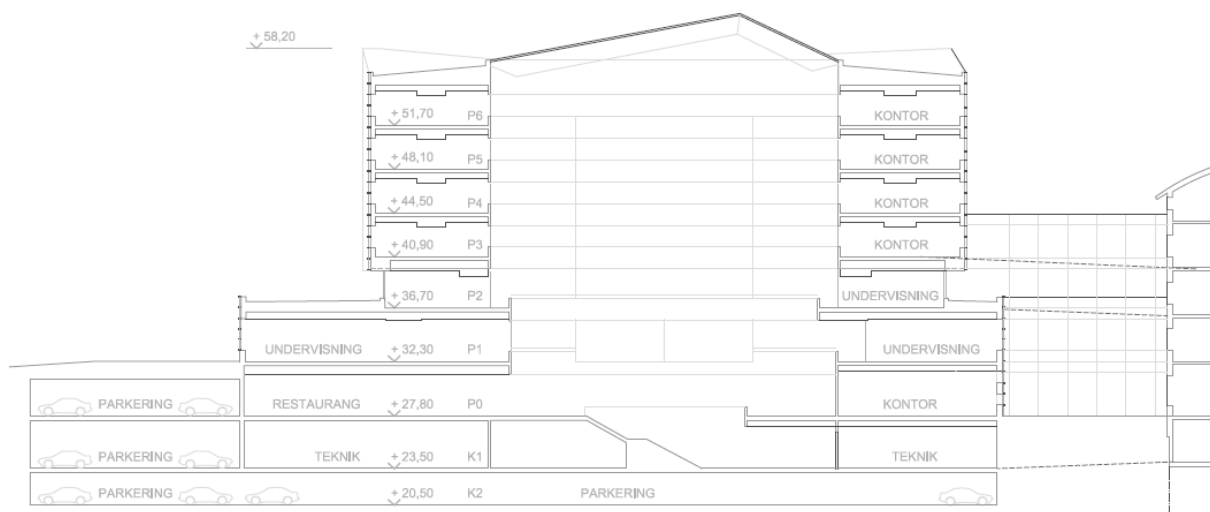 + 58,20
+ 51,70 P6 KONTOR
+ 48,10 P5 KONTOR
+ 44,50 P4 KONTOR
+ 40,90 P3 KONTOR
+ 36,70 P2 UNDERVISNING
UNDERVISNING + 32,30 P1 UNDERVISNING
PARKERING RESTAURANG + 27,80 P0 KONTOR
PARKERING TEKNIK + 23,50 K1 TEKNIK
PARKERING + 20,50 K2 PARKERING